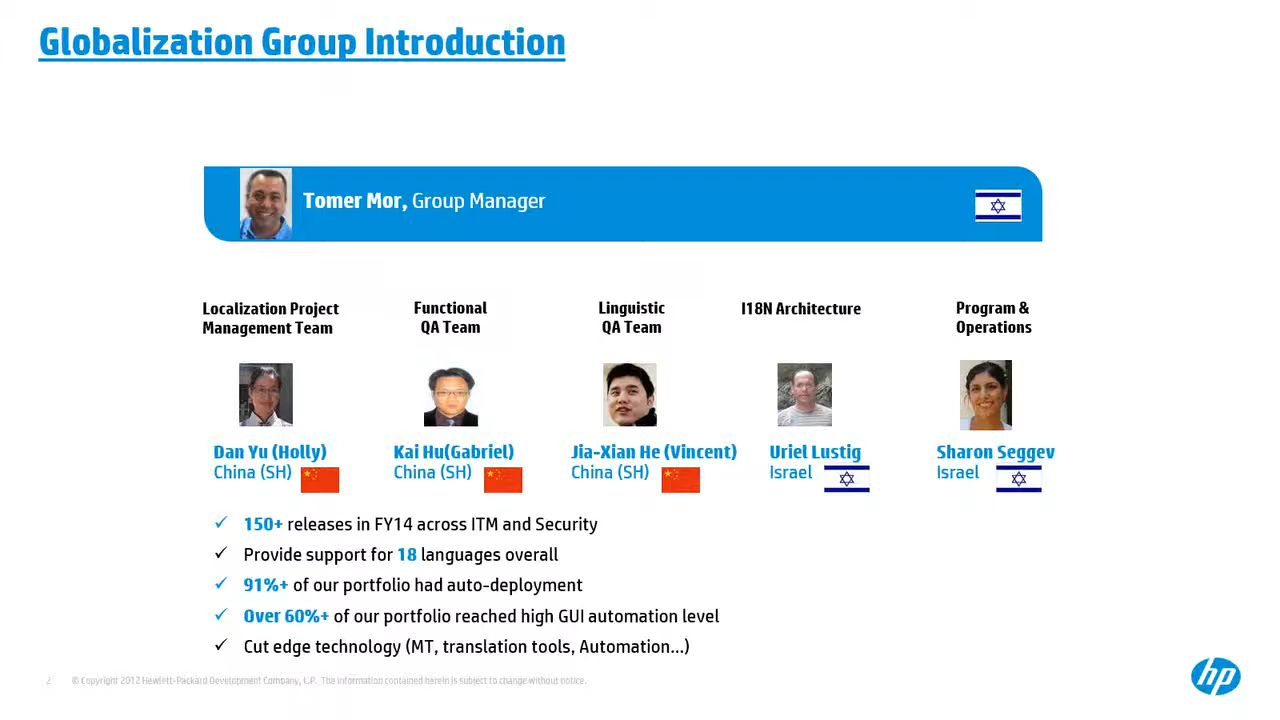 Globalization Group Introduction
Tomer Mor, Group Manager
Localization Project
Management Team
Functional
QA Team
Linguistic
QA Team
I18N Architecture
Program &
Operations
Dan Yu (Holly)
China (SH)
Kai Hu(Gabriel)
China (SH)
Jia-Xian He (Vincent)
China (SH)
Uriel Lustig
Israel
Sharon Seggev
Israel
✓ 150+ releases in FY14 across ITM and Security
✓ Provide support for 18 languages overall
✓ 91%+ of our portfolio had auto-deployment
✓ Over 60%+ of our portfolio reached high GUI automation level
✓ Cut edge technology (MT, translation tools, Automation...)
2 © Copyright 2012 Hewlett-Packard Development Company, L.P. The information contained herein is subject to change without notice.
hp